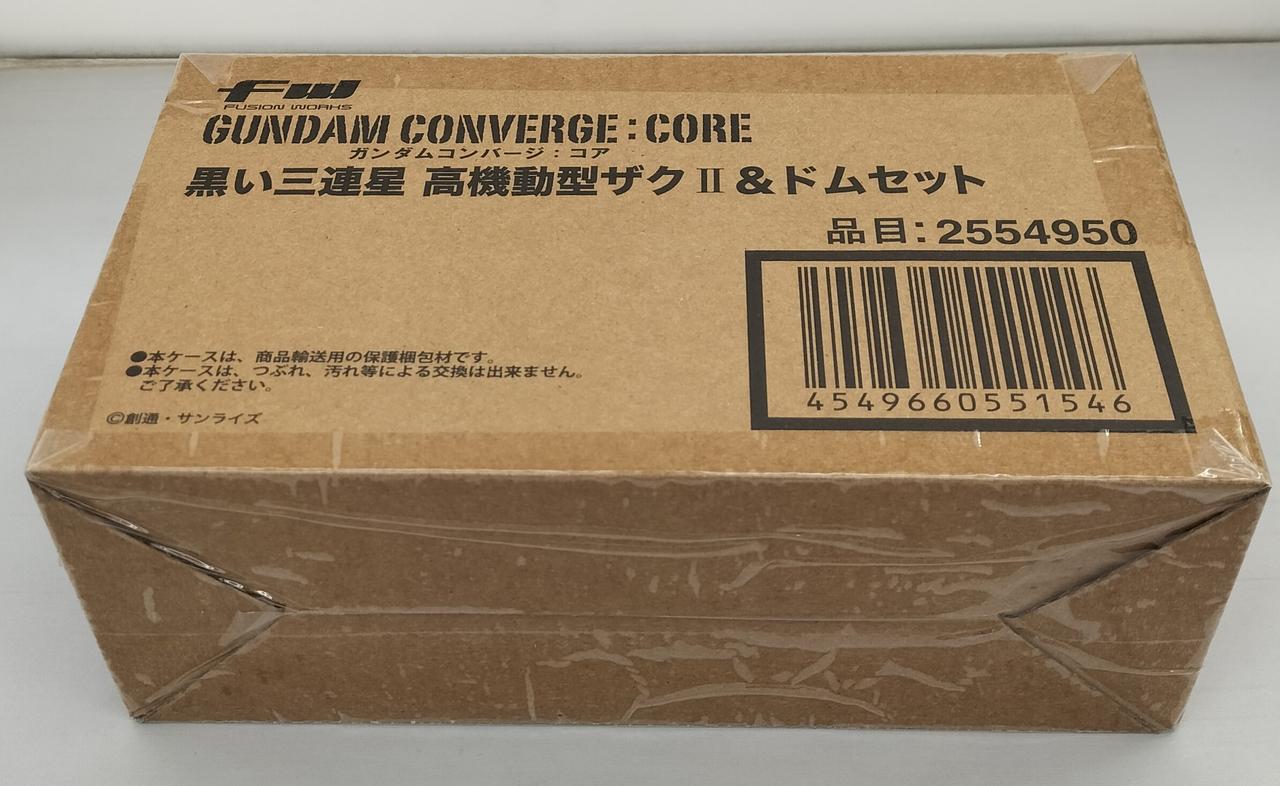 FW
FUSION WORKS
GUNDAM CONVERGE:CORE
ガンダムコンバージ：コア
黒い三連星 高機動型ザクⅡ＆ドムセット
品目：2554950
4549660551546
●本ケースは、商品輸送用の保護梱包材です。
●本ケースは、つぶれ、汚れ等による交換は出来ません。
ご了承ください。
©創通・サンライズ